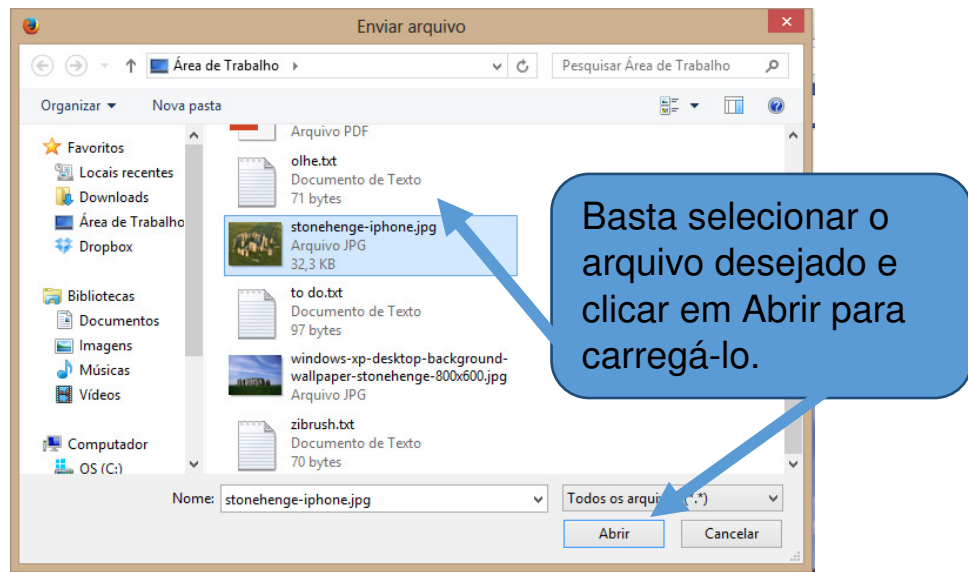 Enviar arquivo
Área de Trabalho
Pesquisar Área de Trabalho
Organizar
Nova pasta
Favoritos
Locais recentes
Downloads
Área de Trabalho
Dropbox
Bibliotecas
Documentos
Imagens
Músicas
Vídeos
Computador
OS (C:)
Arquivo PDF
olhe.txt
Documento de Texto
71 bytes
stonehenge-iphone.jpg
Arquivo JPG
32,3 KB
to do.txt
Documento de Texto
97 bytes
windows-xp-desktop-background-
wallpaper-stonehenge-800x600.jpg
Arquivo JPG
zibrush.txt
Documento de Texto
70 bytes
Basta selecionar o
arquivo desejado e
clicar em Abrir para
carregá-lo.
Nome: stonehenge-iphone.jpg
Todos os (*.*)
Abrir
Cancelar